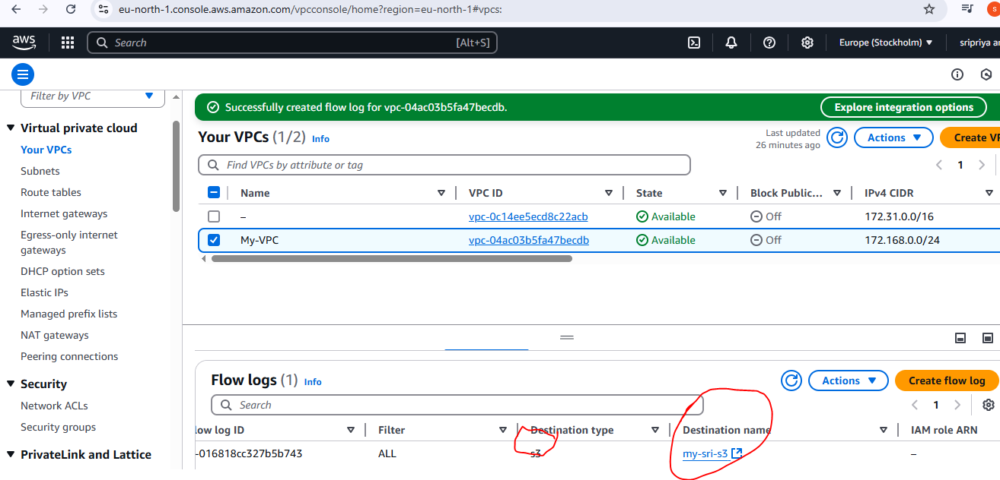 eu-north-1.console.aws.amazon.com/vpcconsole/home?region=eu-north-1#vpcs:
s
aws
Search [Alt+S]
Europe (Stockholm)
sripriya ar
Filter by VPC
Virtual private cloud
Your VPCs
Subnets
Route tables
Internet gateways
Egress-only internet
gateways
DHCP option sets
Elastic IPs
Managed prefix lists
NAT gateways
Peering connections
Security
Network ACLs
Security groups
PrivateLink and Lattice
Successfully created flow log for vpc-04ac03b5fa47becdb.
Explore integration options
Your VPCs (1/2) Info
Last updated
26 minutes ago
Actions
Create VP
Find VPCs by attribute or tag
1
Name VPC ID State Block Public... IPv4 CIDR
– vpc-0c14ee5ecd8c22acb Available Off 172.31.0.0/16
My-VPC vpc-04ac03b5fa47becdb Available Off 172.168.0.0/24
Flow logs (1) Info
Actions
Create flow log
Search
1
low log ID Filter Destination type Destination name IAM role ARN
-016818cc327b5b743 ALL s3 my-sri-s3 –